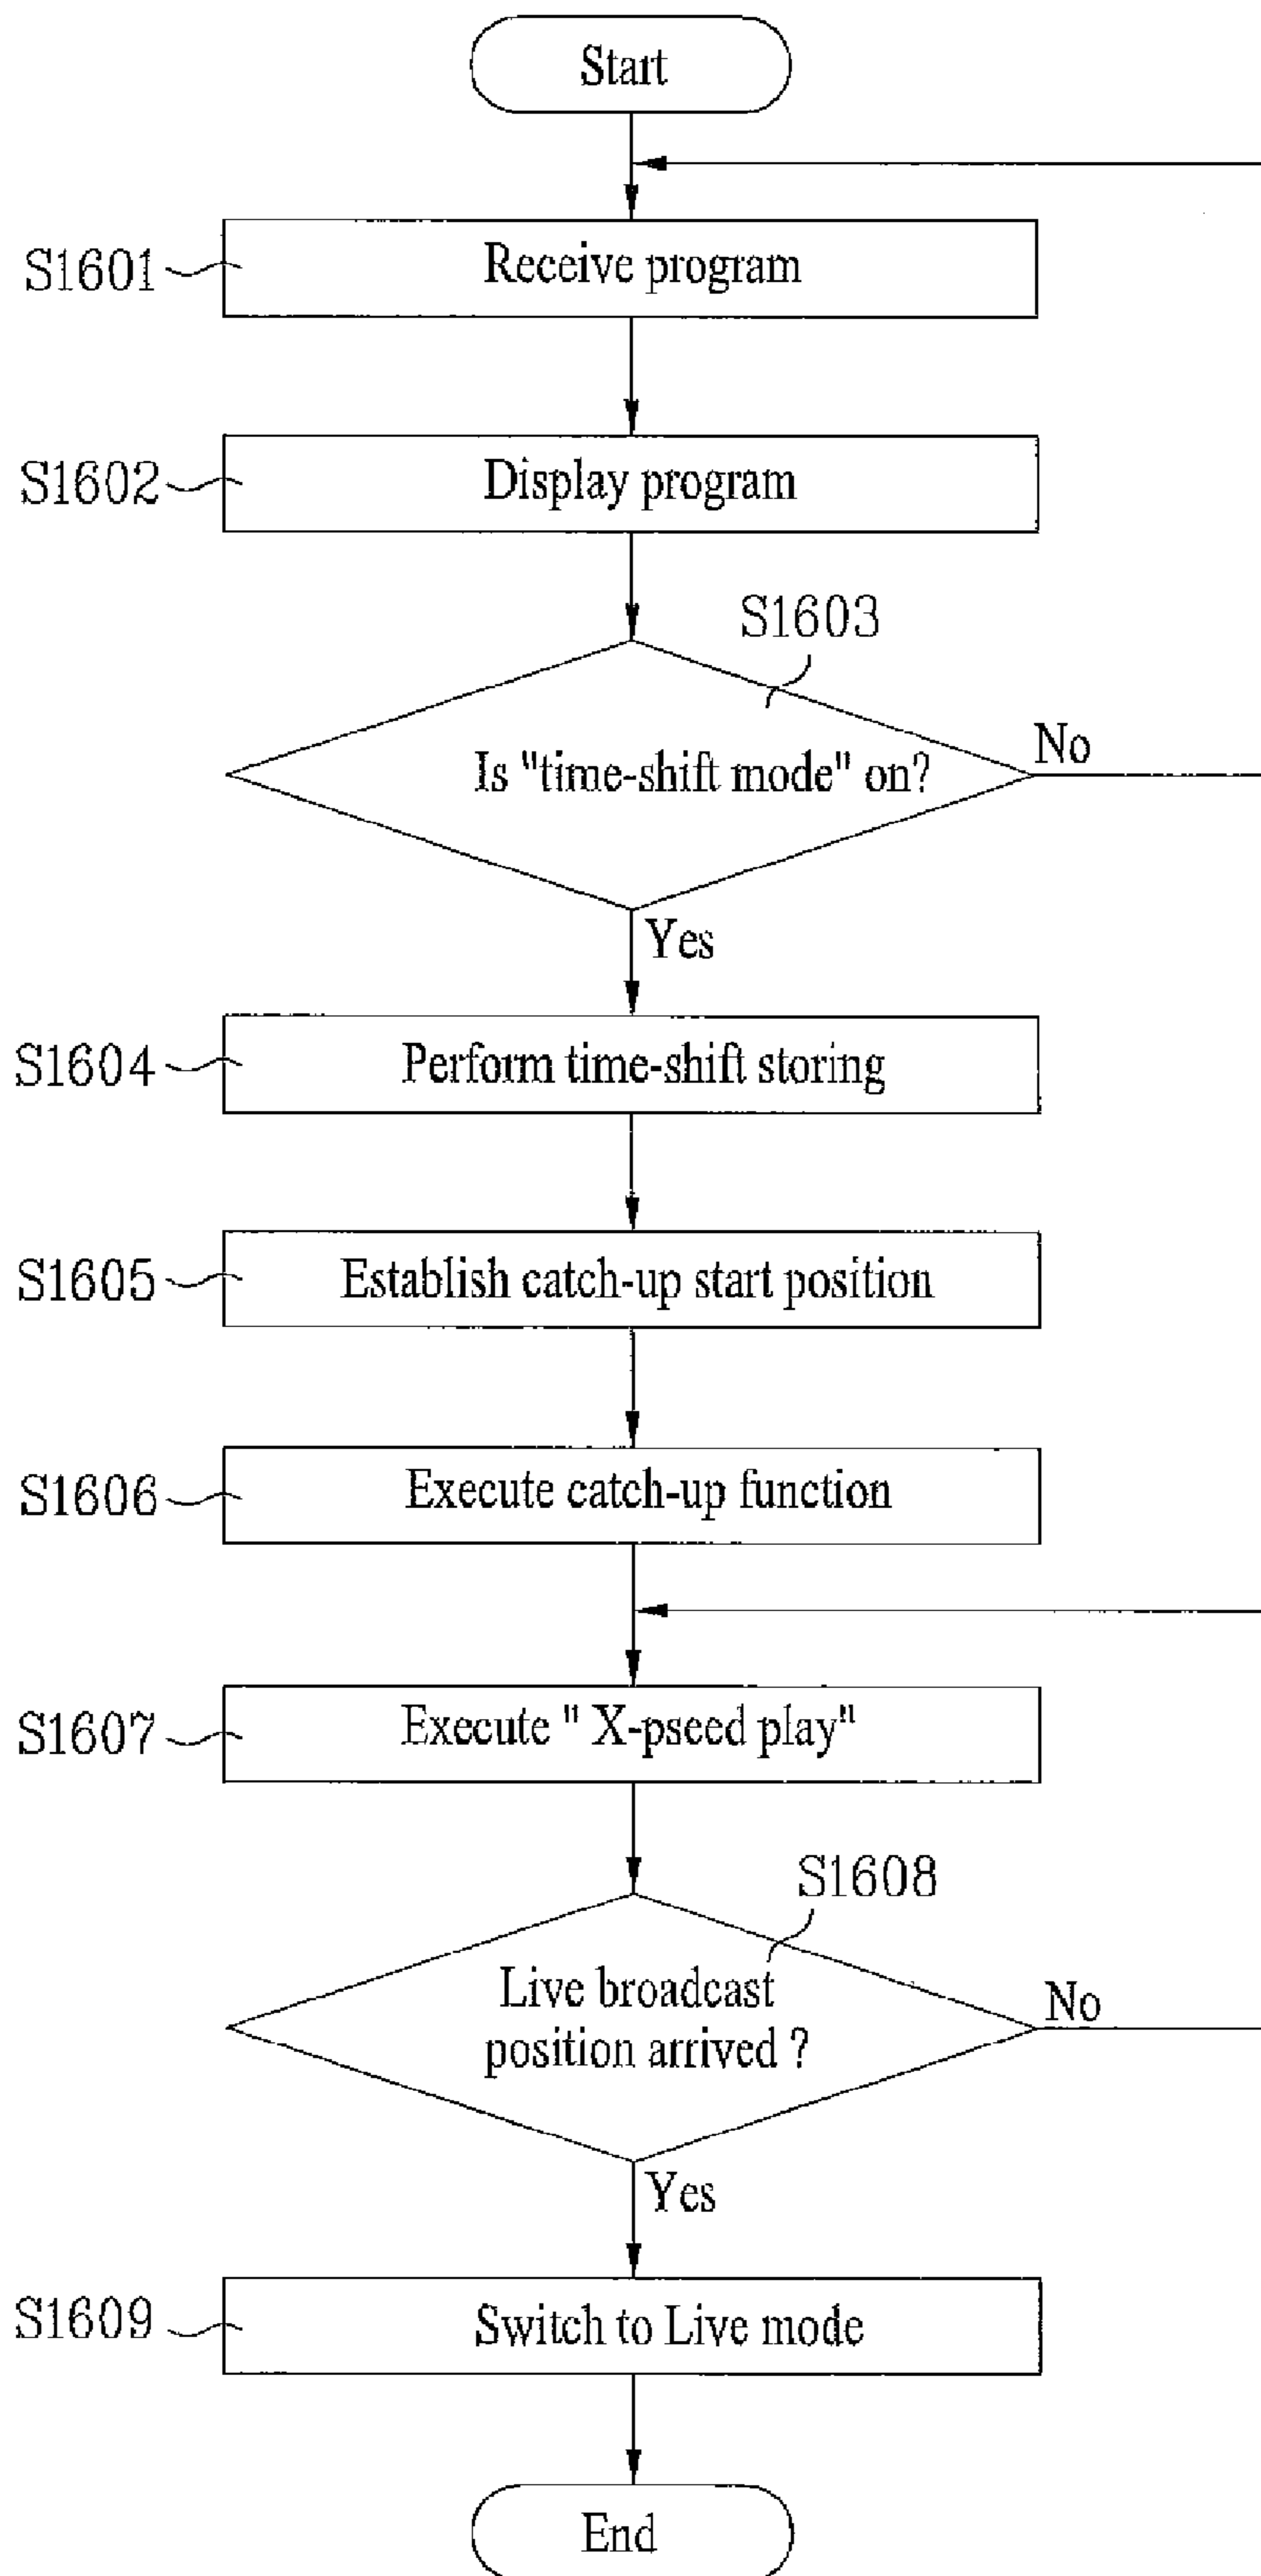 Start
S1601
Receive program
S1602
Display program
S1603
Is "time-shift mode" on?
No
Yes
S1604
Perform time-shift storing
S1605
Establish catch-up start position
S1606
Execute catch-up function
S1607
Execute " X-pseed play"
S1608
Live broadcast
position arrived ?
No
Yes
S1609
Switch to Live mode
End